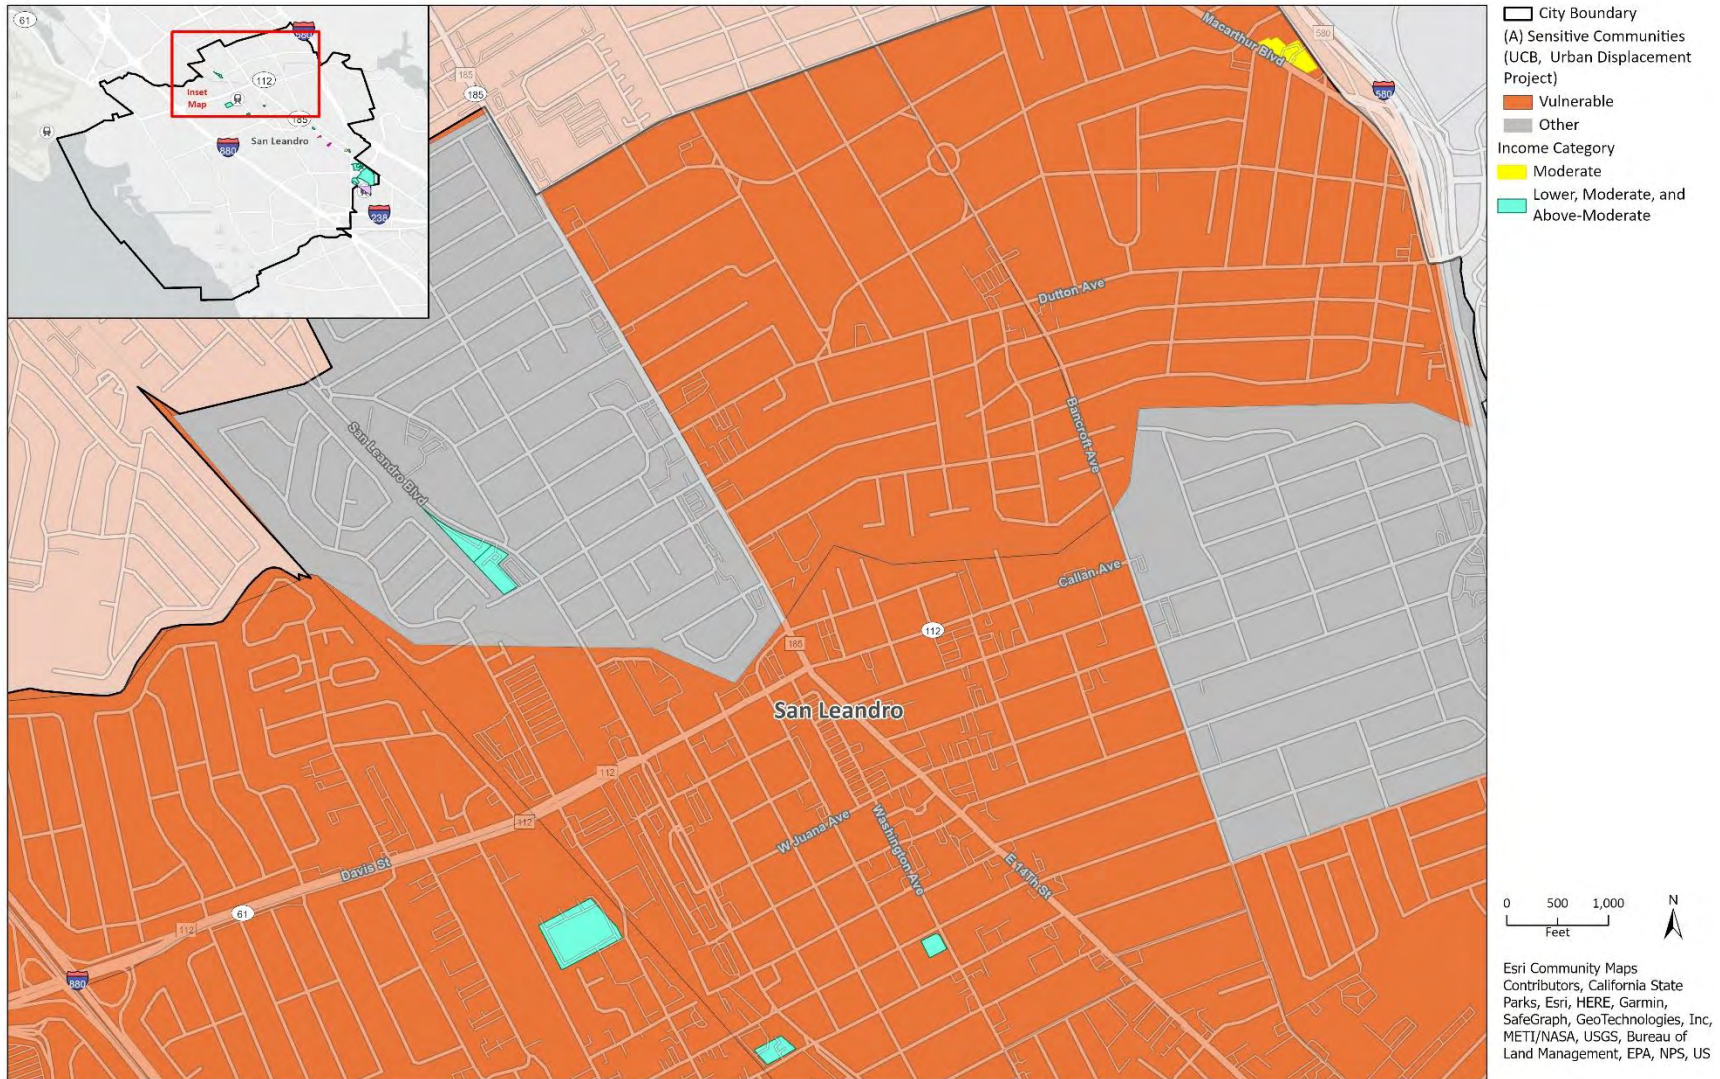 61
580
112
Inset
Map
185
San Leandro
880
238
185
185
Macarthur Blvd
580
580
Dutton Ave
Bancroft Ave
San Leandro Blvd
Callan Ave
112
185
San Leandro
112
W Juana Ave
Washington Ave
E 14Th St
112
Davis St
61
112
880
City Boundary
(A) Sensitive Communities
(UCB, Urban Displacement
Project)
Vulnerable
Other
Income Category
Moderate
Lower, Moderate, and
Above-Moderate
0 500 1,000
Feet
N
Esri Community Maps
Contributors, California State
Parks, Esri, HERE, Garmin,
SafeGraph, GeoTechnologies, Inc,
METI/NASA, USGS, Bureau of
Land Management, EPA, NPS, US